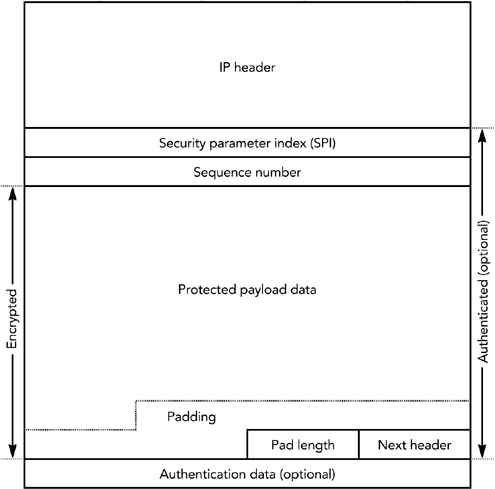 IP header
Security parameter index (SPI)
Sequence number
Encrypted
Authenticated (optional)
Protected payload data
Padding
Pad length
Next header
Authentication data (optional)